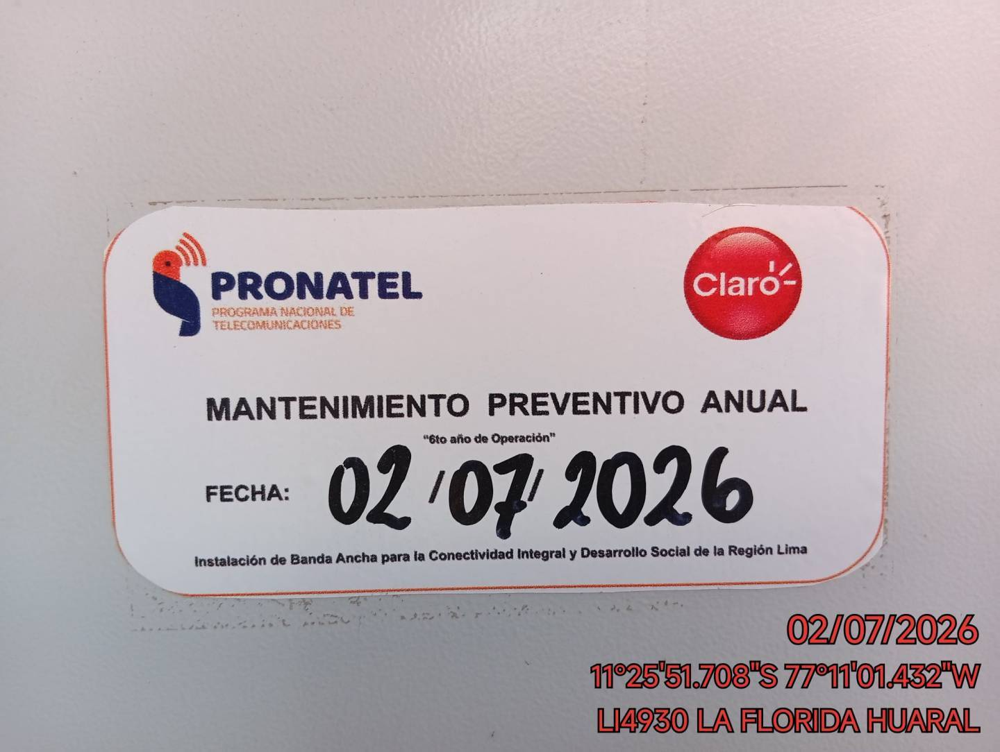 PRONATEL
PROGRAMA NACIONAL DE
TELECOMUNICACIONES
Claro
MANTENIMIENTO PREVENTIVO ANUAL
"6to año de Operación"
FECHA: 02/07/2026
Instalación de Banda Ancha para la Conectividad Integral y Desarrollo Social de la Región Lima
02/07/2026
11°25'51.708"S 77°11'01.432"W
LI4930 LA FLORIDA HUARAL